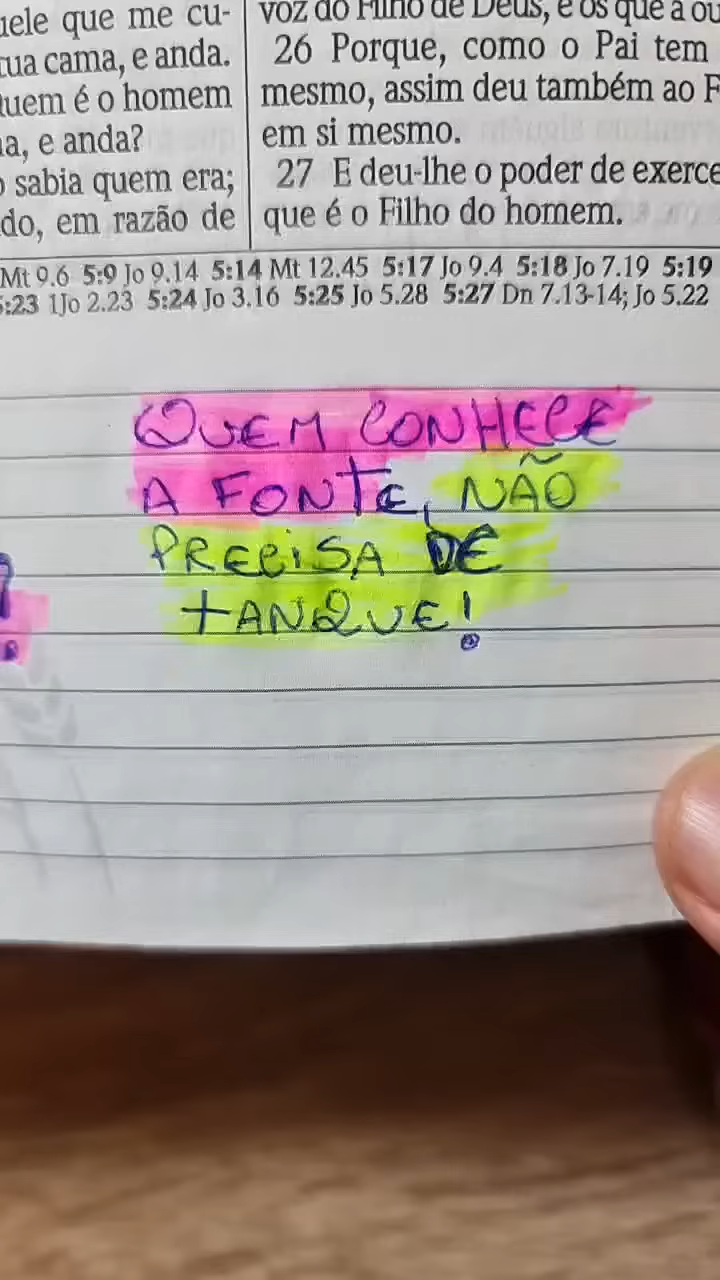 que me cu-
tua cama, e anda.
é o homem
e anda?
sabia quem era;
em razão de
voz do Filho de Deus, e os que a
26 Porque, como o Pai tem
mesmo, assim deu também ao
em si mesmo.
27 E deu-lhe o poder de
que é o Filho do homem.
Mt 9.6 5:9 Jo 9.14 5:14 Mt 12.45 5:17 Jo 9.4 5:18 Jo 7.19 5:19
5:23 1Jo 2.23 5:24 Jo 3.16 5:25 Jo 5.28 5:27 Dn 7.13-14; Jo 5.22
QUEM CONHECE
A FONTE, NÃO
PRECISA DE
TANQUE!